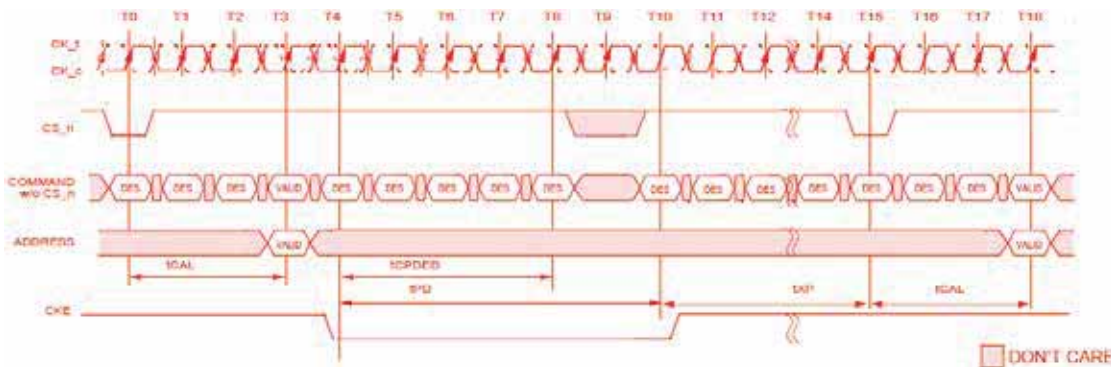 T0 T1 T2 T3 T4 T5 T6 T7 T8 T9 T10 T11 T12 T14 T15 T16 T17 T18
CK_t
CK_c
CS_n
COMMAND
w/o CS_n
DES DES DES VALID DES DES DES DES DES DES DES DES DES DES DES DES VALID
ADDRESS
VALID VALID
tCAL tCPDED
tPD tXP tCAL
CKE
DON'T CARE